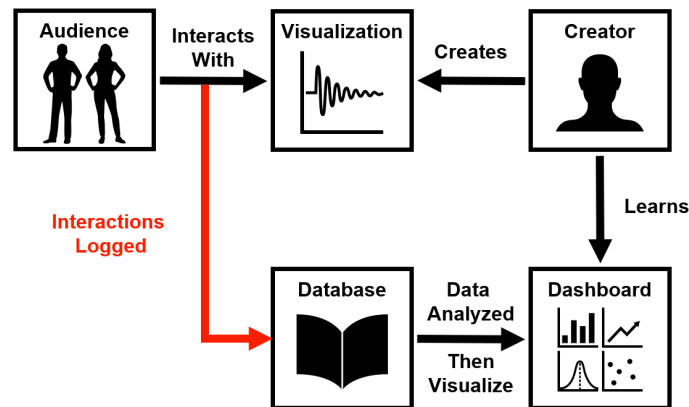 Audience
Interacts
With
Visualization
Creates
Creator
Interactions
Logged
Learns
Database
Data
Analyzed
Then
Visualize
Dashboard